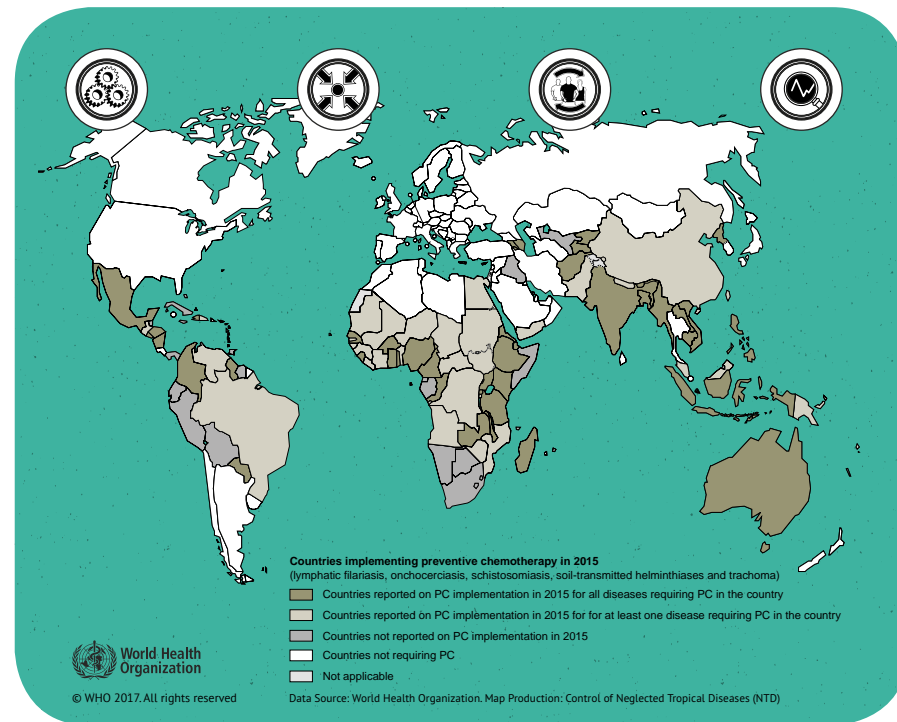 Countries implementing preventive chemotherapy in 2015
(lymphatic filariasis, onchocerciasis, schistosomiasis, soil-transmitted helminthiases and trachoma)
Countries reported on PC implementation in 2015 for all diseases requiring PC in the country
Countries reported on PC implementation in 2015 for for at least one disease requiring PC in the country
Countries not reported on PC implementation in 2015
Countries not requiring PC
Not applicable
World Health
Organization
© WHO 2017. All rights reserved
Data Source: World Health Organization. Map Production: Control of Neglected Tropical Diseases (NTD)